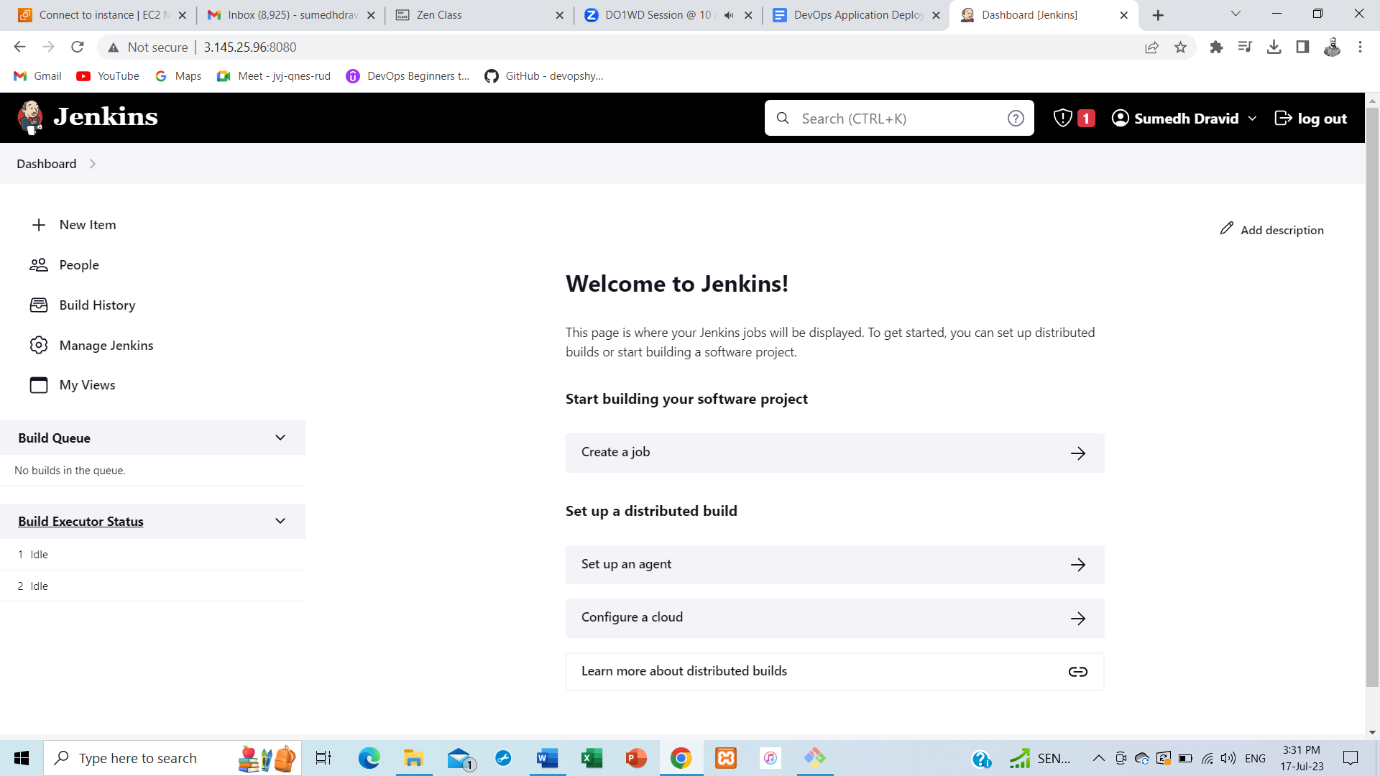 Connect to instance | EC2 M
Inbox (8,925) - sumedhdrav
Zen Class
DO1WD Session @ 10 a
DevOps Application Deploy
Dashboard [Jenkins]
Not secure
3.145.25.96:8080
Gmail
YouTube
Maps
Meet - jvj-qnes-rud
DevOps Beginners t...
GitHub - devopshy...
Jenkins
Search (CTRL+K)
1
Sumedh Dravid
log out
Dashboard
New Item
Add description
People
Build History
Manage Jenkins
My Views
Welcome to Jenkins!
This page is where your Jenkins jobs will be displayed. To get started, you can set up distributed
builds or start building a software project.
Start building your software project
Create a job
Build Queue
No builds in the queue.
Build Executor Status
1 Idle
2 Idle
Set up a distributed build
Set up an agent
Configure a cloud
Learn more about distributed builds
Type here to search
1
SEN...
ENG
3:31 PM
17-Jul-23